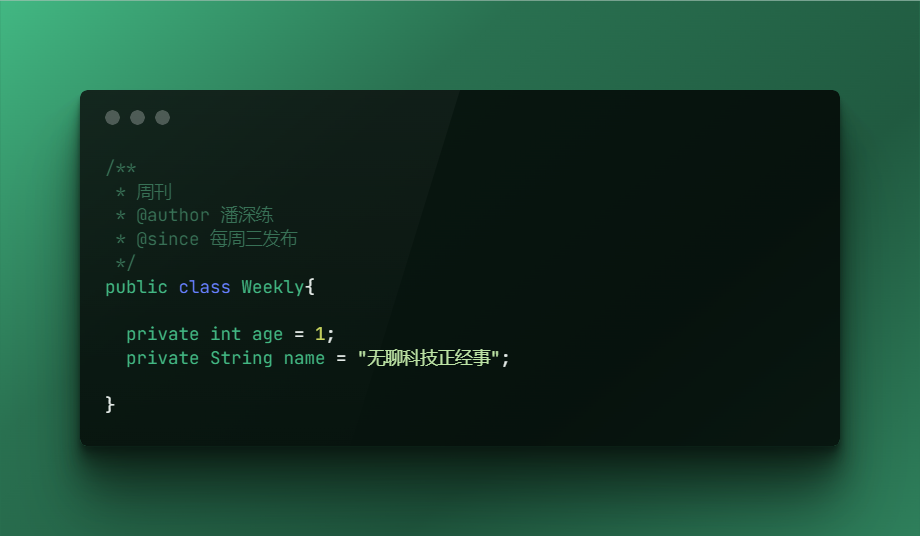 /**
 * 周刊
 * @author 潘深练
 * @since 每周三发布
 */
public class Weekly{
  private int age = 1;
  private String name = "无聊科技正经事";
}